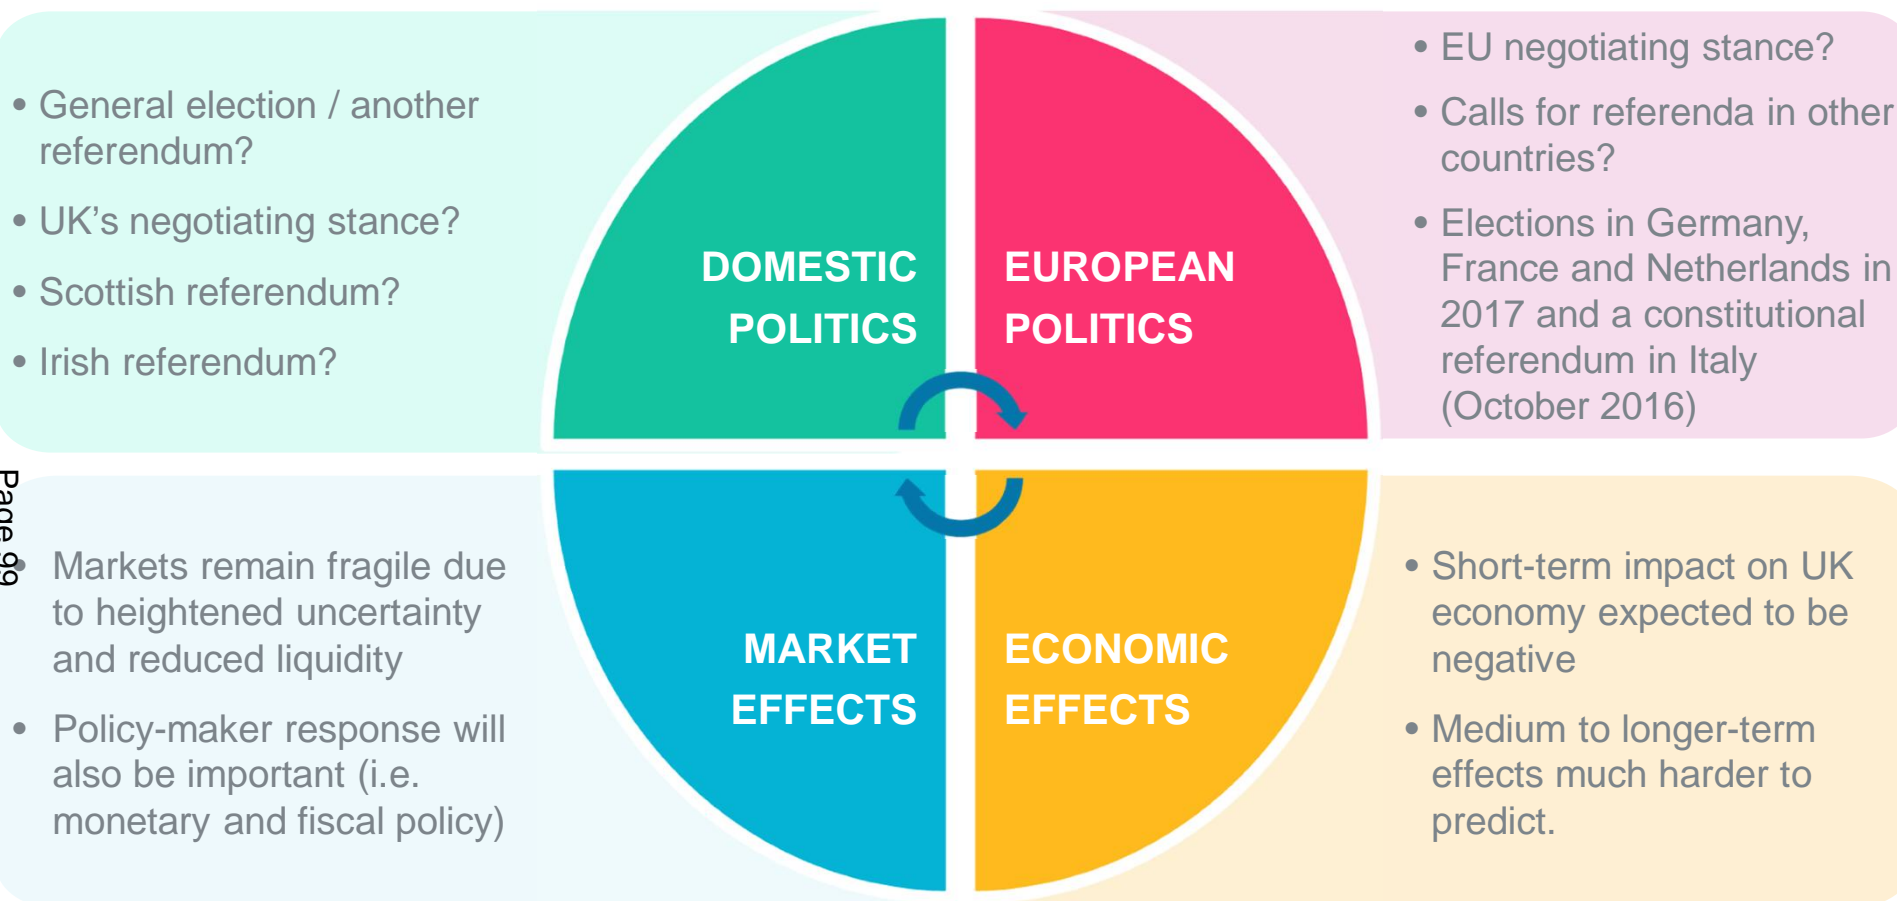 • General election / another
referendum?
• UK’s negotiating stance?
• Scottish referendum?
• Irish referendum?
DOMESTIC
POLITICS
EUROPEAN
POLITICS
• EU negotiating stance?
• Calls for referenda in other
countries?
• Elections in Germany,
France and Netherlands in
2017 and a constitutional
referendum in Italy
(October 2016)
Page 99
• Markets remain fragile due
to heightened uncertainty
and reduced liquidity
• Policy-maker response will
also be important (i.e.
monetary and fiscal policy)
MARKET
EFFECTS
ECONOMIC
EFFECTS
• Short-term impact on UK
economy expected to be
negative
• Medium to longer-term
effects much harder to
predict.